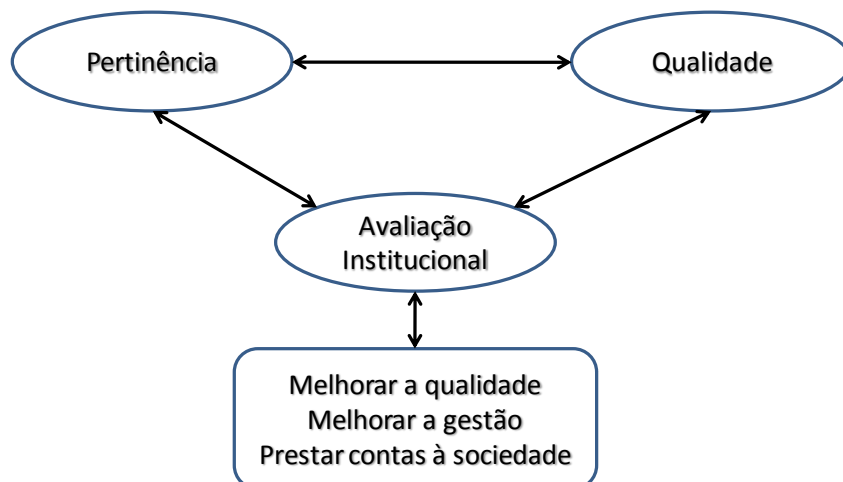 Pertinência
Qualidade
Avaliação
Institucional
Melhorar a qualidade
Melhorar a gestão
Prestar contas à sociedade